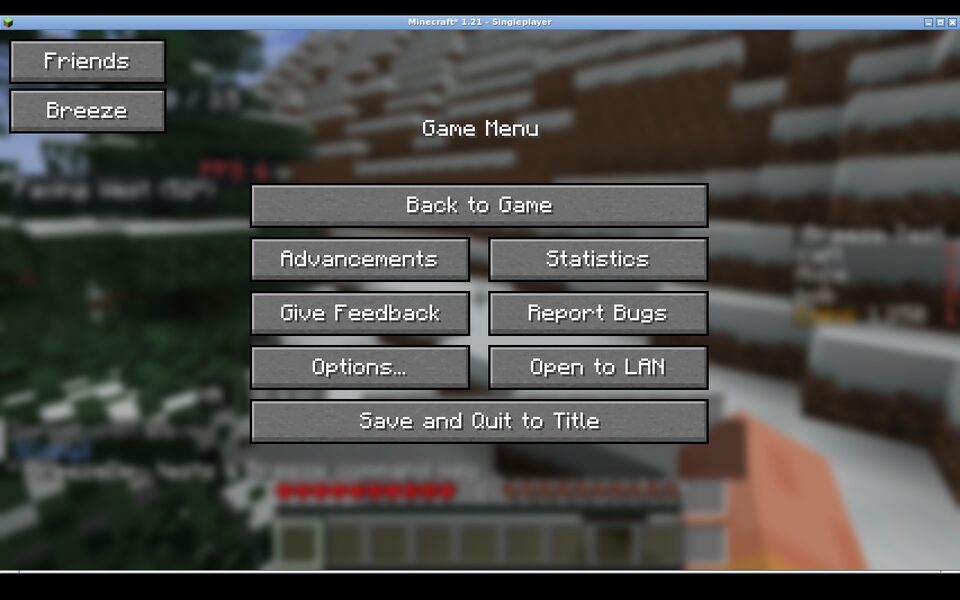 Minecraft* 1.21 - Singleplayer
Friends
Breeze
Game Menu
Back to Game
Advancements
Statistics
Give Feedback
Report Bugs
Options...
Open to LAN
Save and Quit to Title